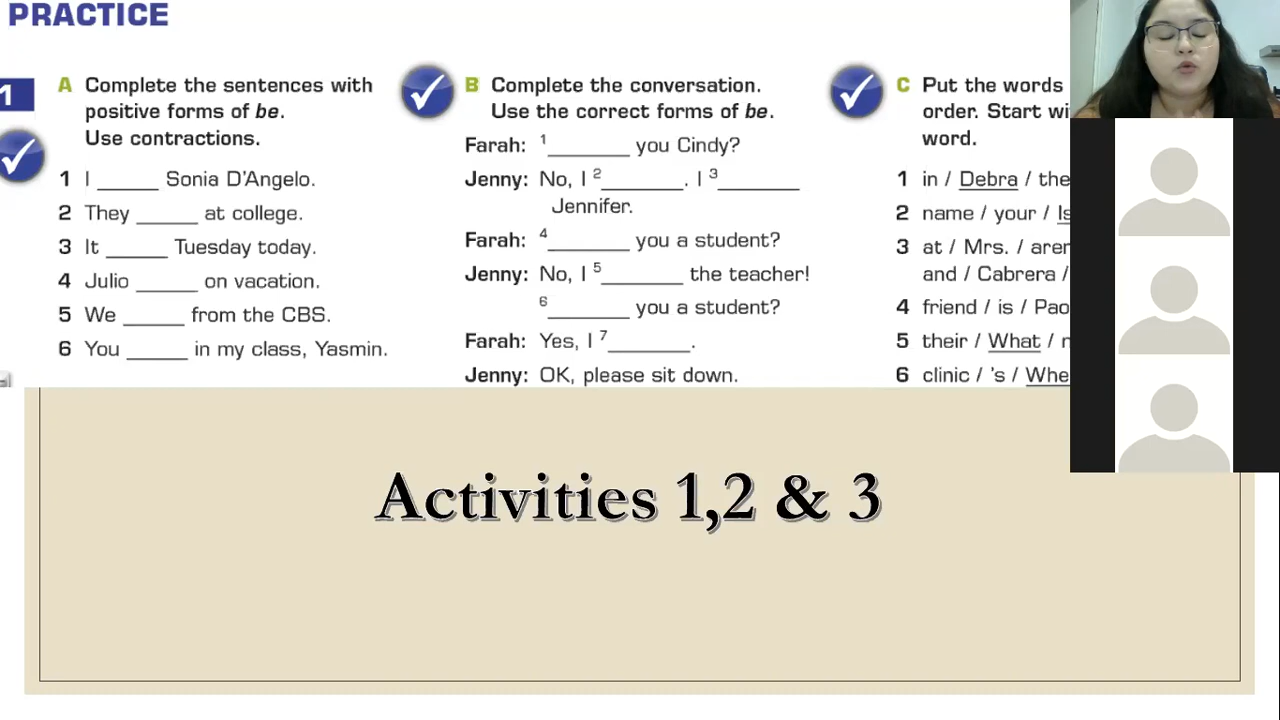 PRACTICE
1
A Complete the sentences with
positive forms of be.
Use contractions.
1 I ______ Sonia D'Angelo.
2 They ______ at college.
3 It ______ Tuesday today.
4 Julio ______ on vacation.
5 We ______ from the CBS.
6 You ______ in my class, Yasmin.
B Complete the conversation.
Use the correct forms of be.
Farah: 1 ________ you Cindy?
Jenny: No, I 2 ________. I 3 ________
Jennifer.
Farah: 4 ________ you a student?
Jenny: No, I 5 ________ the teacher!
6 ________ you a student?
Farah: Yes, I 7 ________.
Jenny: OK, please sit down.
C Put the words
order. Start
word.
1 in / Debra / the
2 name / your /
3 at / Mrs. /
and / Cabrera /
4 friend / is /
5 their / What /
6 clinic / 's /
Activities 1,2 & 3